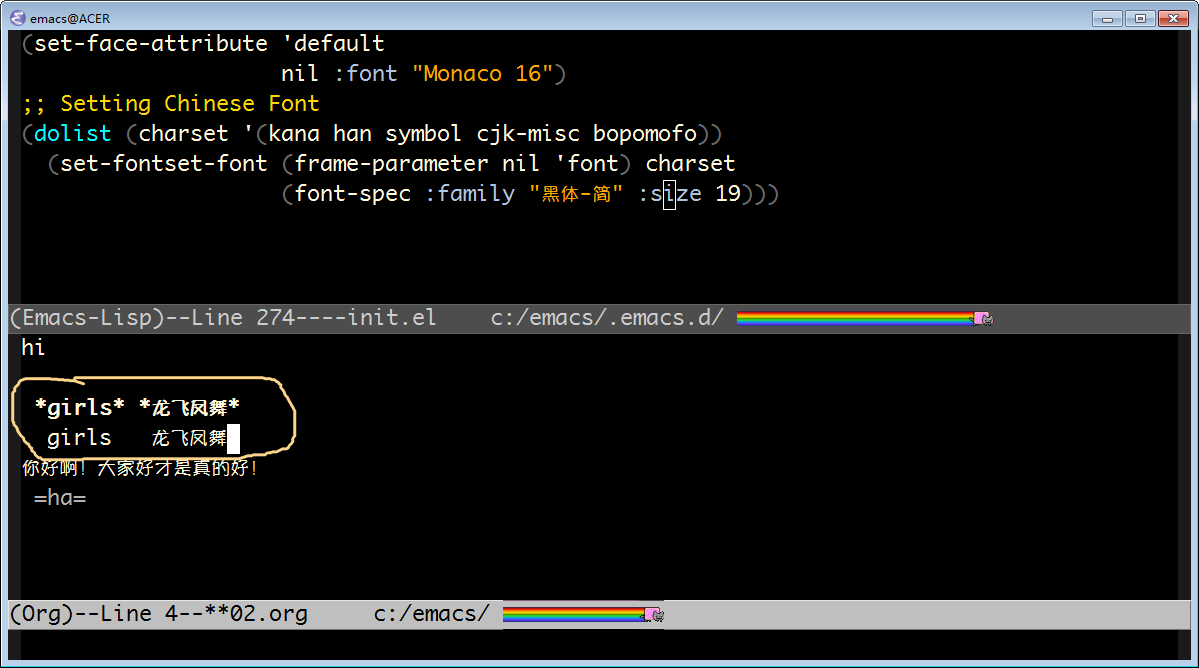 emacs@ACER
(set-face-attribute 'default
                    nil :font "Monaco 16")
;; Setting Chinese Font
(dolist (charset '(kana han symbol cjk-misc bopomofo))
  (set-fontset-font (frame-parameter nil 'font) charset
                    (font-spec :family "黑体-简" :size 19)))
(Emacs-Lisp)--Line 274----init.el    c:/emacs/.emacs.d/
hi
*girls* *龙飞凤舞*
girls   龙飞凤舞
你好啊！大家好才是真的好！
=ha=
(Org)--Line 4--**02.org     c:/emacs/